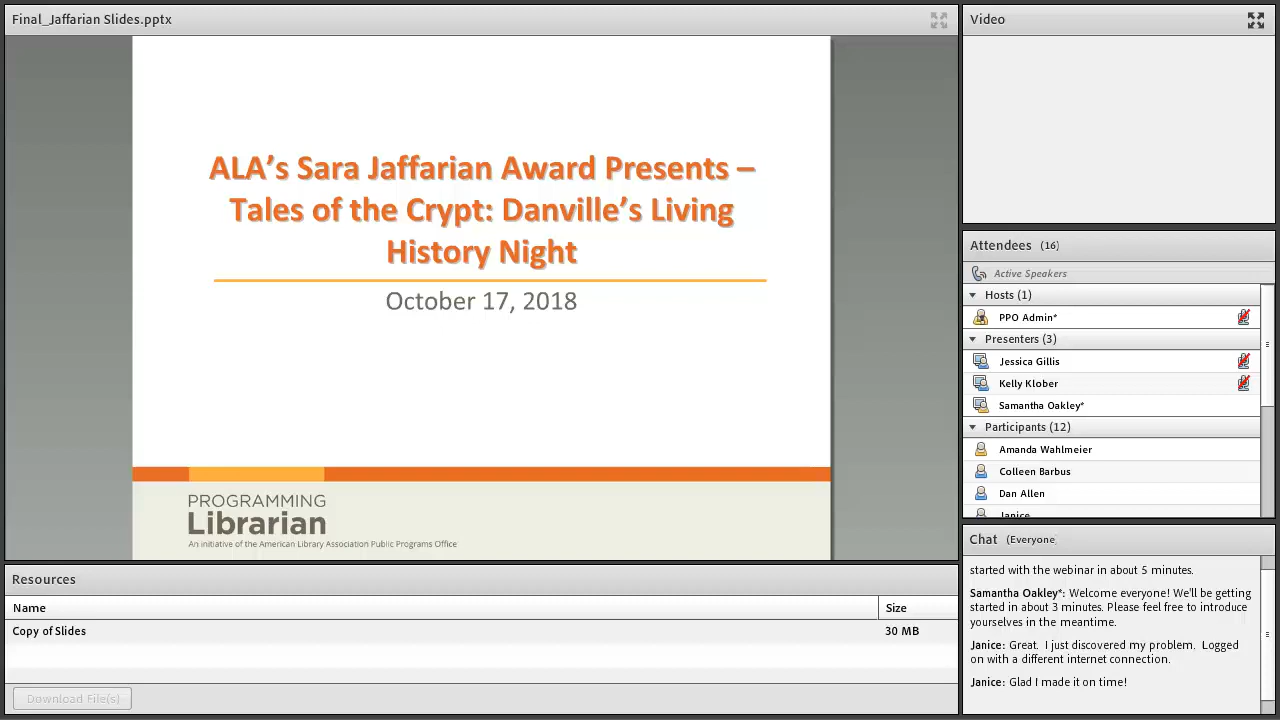 Final_Jaffarian Slides.pptx
ALA's Sara Jaffarian Award Presents –
Tales of the Crypt: Danville's Living
History Night
October 17, 2018
PROGRAMMING
Librarian
An initiative of the American Library Association Public Programs Office
Resources
Name
Size
Copy of Slides
30 MB
Download File(s)
Video
Attendees (16)
Active Speakers
Hosts (1)
PPO Admin*
Presenters (3)
Jessica Gillis
Kelly Klober
Samantha Oakley*
Participants (12)
Amanda Wahlmeier
Colleen Barbus
Dan Allen
Janice
Chat (Everyone
started with the webinar in about 5 minutes.
Samantha Oakley*: Welcome everyone! We'll be getting
started in about 3 minutes. Please feel free to introduce
yourselves in the meantime.
Janice: Great. I just discovered my problem. Logged
on with a different internet connection.
Janice: Glad I made it on time!